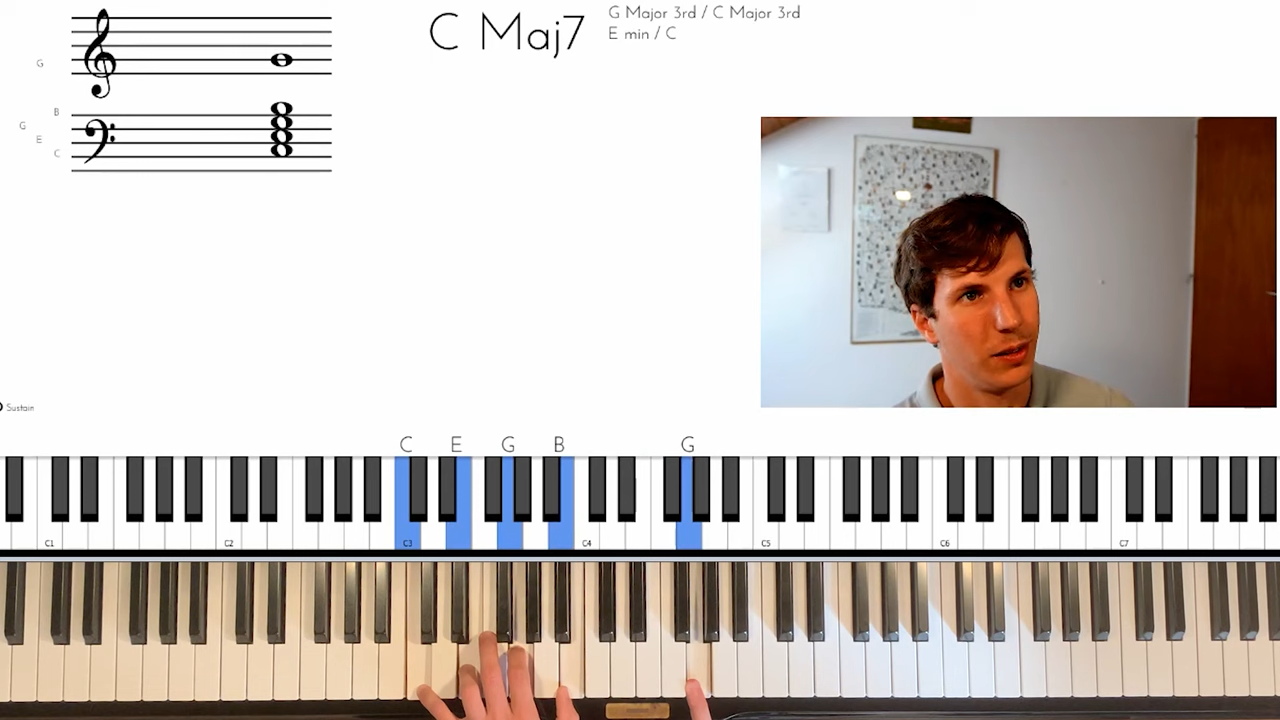 C Maj7
G Major 3rd / C Major 3rd
E min / C
G
B
G
E
C
Sustain
C E G B G
C1 C2 C3 C4 C5 C6 C7